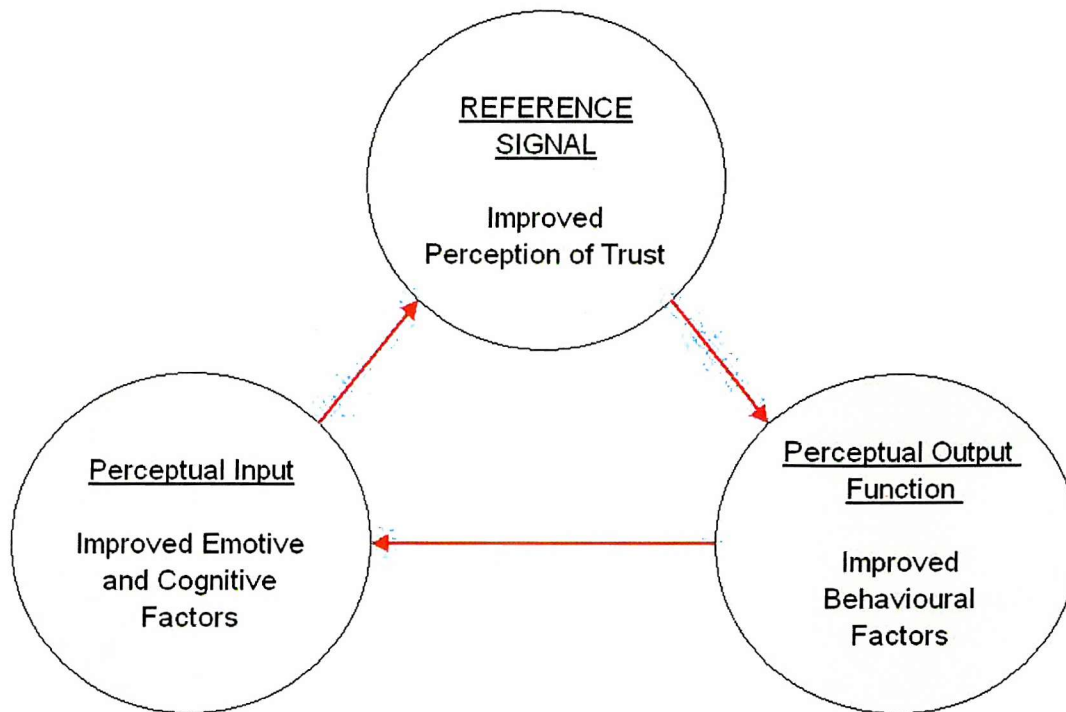 REFERENCE
SIGNAL
Improved
Perception of Trust
Perceptual Input
Improved Emotive
and Cognitive
Factors
Perceptual Output
Function
Improved
Behavioural
Factors